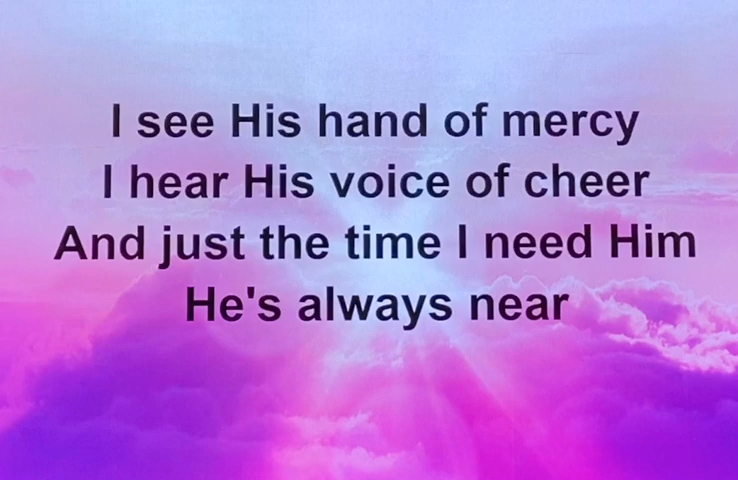 I see His hand of mercy
I hear His voice of cheer
And just the time I need Him
He's always near